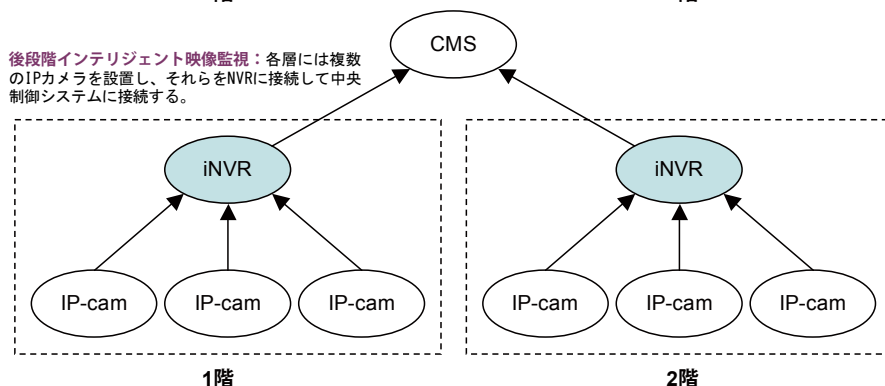 CMS
後段階インテリジェント映像監視：各層には複数
のIPカメラを設置し、それらをNVRに接続して中央
制御システムに接続する。
iNVR
iNVR
IP-cam
IP-cam
IP-cam
IP-cam
IP-cam
IP-cam
1階
2階